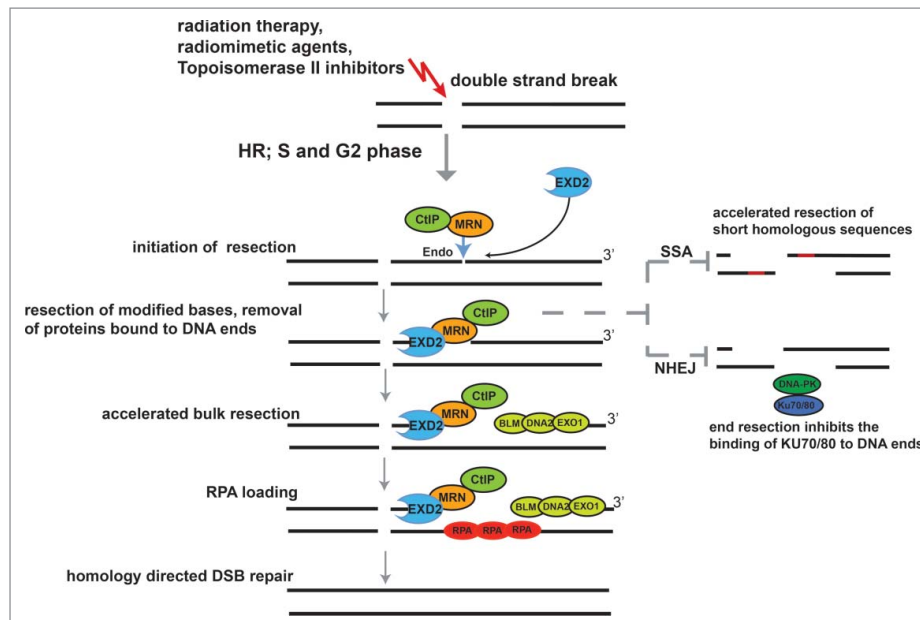 radiation therapy,
radiomimetic agents,
Topoisomerase II inhibitors
double strand break
HR; S and G2 phase
EXD2
CtIP
MRN
initiation of resection
Endo
3'
accelerated resection of
short homologous sequences
SSA
resection of modified bases, removal
of proteins bound to DNA ends
CtIP
MRN
EXD2
NHEJ
DNA-PK
Ku70/80
end resection inhibits the
binding of KU70/80 to DNA ends
accelerated bulk resection
CtIP
MRN
EXD2
BLM DNA2 EXO1
3'
RPA loading
CtIP
MRN
EXD2
BLM DNA2 EXO1
3'
RPA RPA RPA
homology directed DSB repair